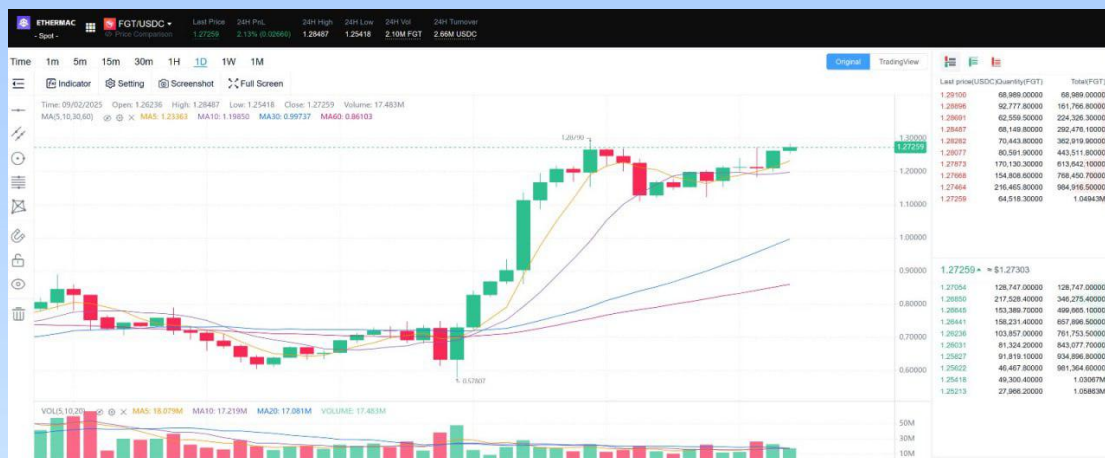 ETHERMAC
- Spot -
FGT/USDC
Price Comparison
Last Price 24H PnL 24H High 24H Low 24H Vol 24H Turnover
1.27259 2.13% (0.02660) 1.28487 1.25418 2.10M FGT 2.66M USDC
Time 1m 5m 15m 30m 1H 1D 1W 1M
Original TradingView
Indicator Setting Screenshot Full Screen
Time: 09/02/2025 Open: 1.26236 High: 1.28487 Low: 1.25418 Close: 1.27259 Volume: 17.483M
MA(5,10,30,60) MA5: 1.23363 MA10: 1.19850 MA30: 0.99737 MA60: 0.86103
1.28790
1.30000
1.27259
1.20000
1.10000
1.00000
0.90000
0.80000
0.70000
0.60000
0.57807
VOL(5,10,20) MA5: 18.079M MA10: 17.219M MA20: 17.081M VOLUME: 17.483M
50M
30M
10M
Last price(USDC) Quantity(FGT) Total(FGT)
1.29100 68,989.00000 68,989.00000
1.28896 92,777.80000 161,766.80000
1.28691 62,559.50000 224,326.30000
1.28487 68,149.80000 292,476.10000
1.28282 70,443.80000 362,919.90000
1.28077 80,591.90000 443,511.80000
1.27873 170,130.30000 613,642.10000
1.27668 154,808.60000 768,450.70000
1.27464 216,465.80000 984,916.50000
1.27259 64,518.30000 1.04943M
1.27259 ≈ $1.27303
1.27054 128,747.00000 128,747.00000
1.26850 217,528.40000 346,275.40000
1.26645 153,389.70000 499,665.10000
1.26441 158,231.40000 657,896.50000
1.26236 103,857.00000 761,753.50000
1.26031 81,324.20000 843,077.70000
1.25827 91,819.10000 934,896.80000
1.25622 46,467.80000 981,364.60000
1.25418 49,300.40000 1.03067M
1.25213 27,966.20000 1.05863M